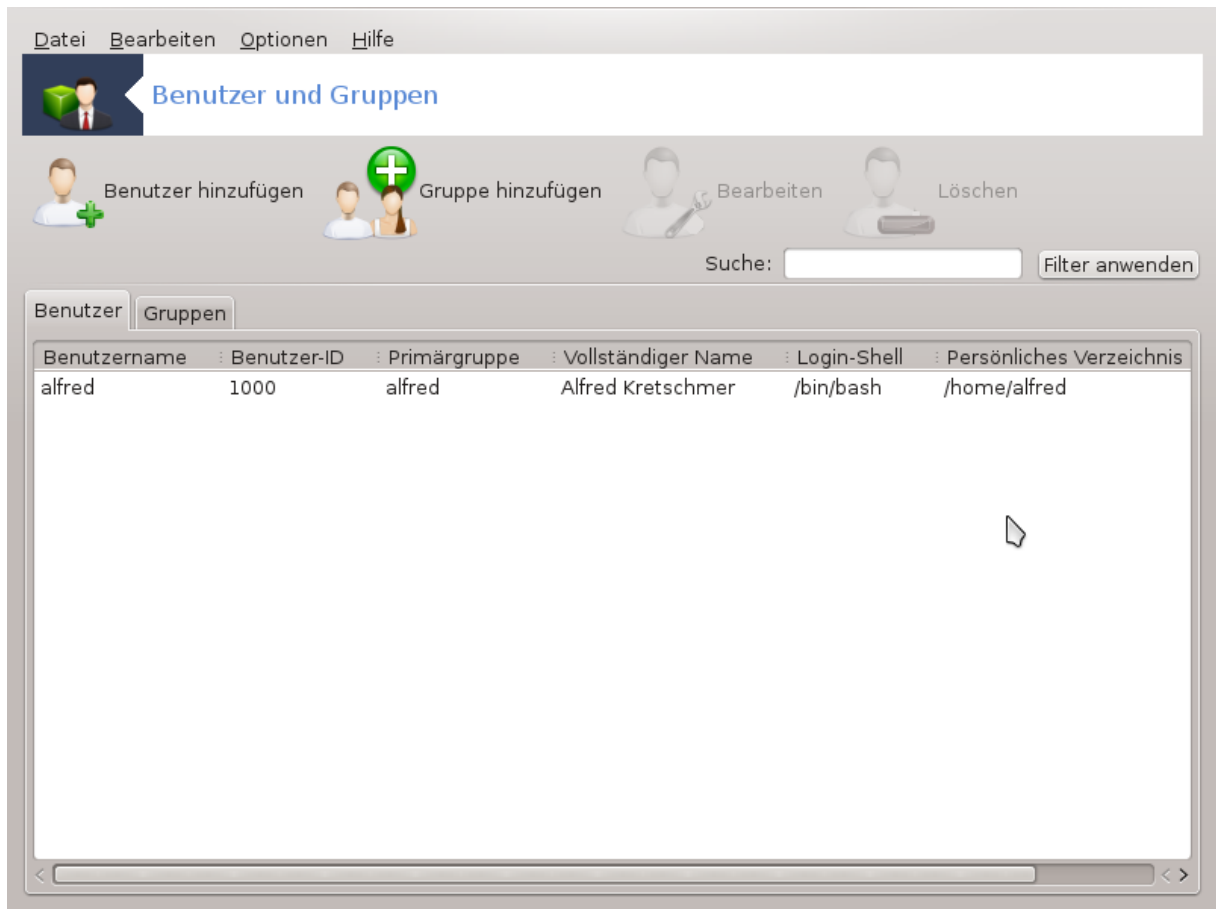 Datei Bearbeiten Optionen Hilfe
Benutzer und Gruppen
Benutzer hinzufügen Gruppe hinzufügen Bearbeiten Löschen
Suche: Filter anwenden
Benutzer Gruppen
Benutzername Benutzer-ID Primärgruppe Vollständiger Name Login-Shell Persönliches Verzeichnis
alfred 1000 alfred Alfred Kretschmer /bin/bash /home/alfred